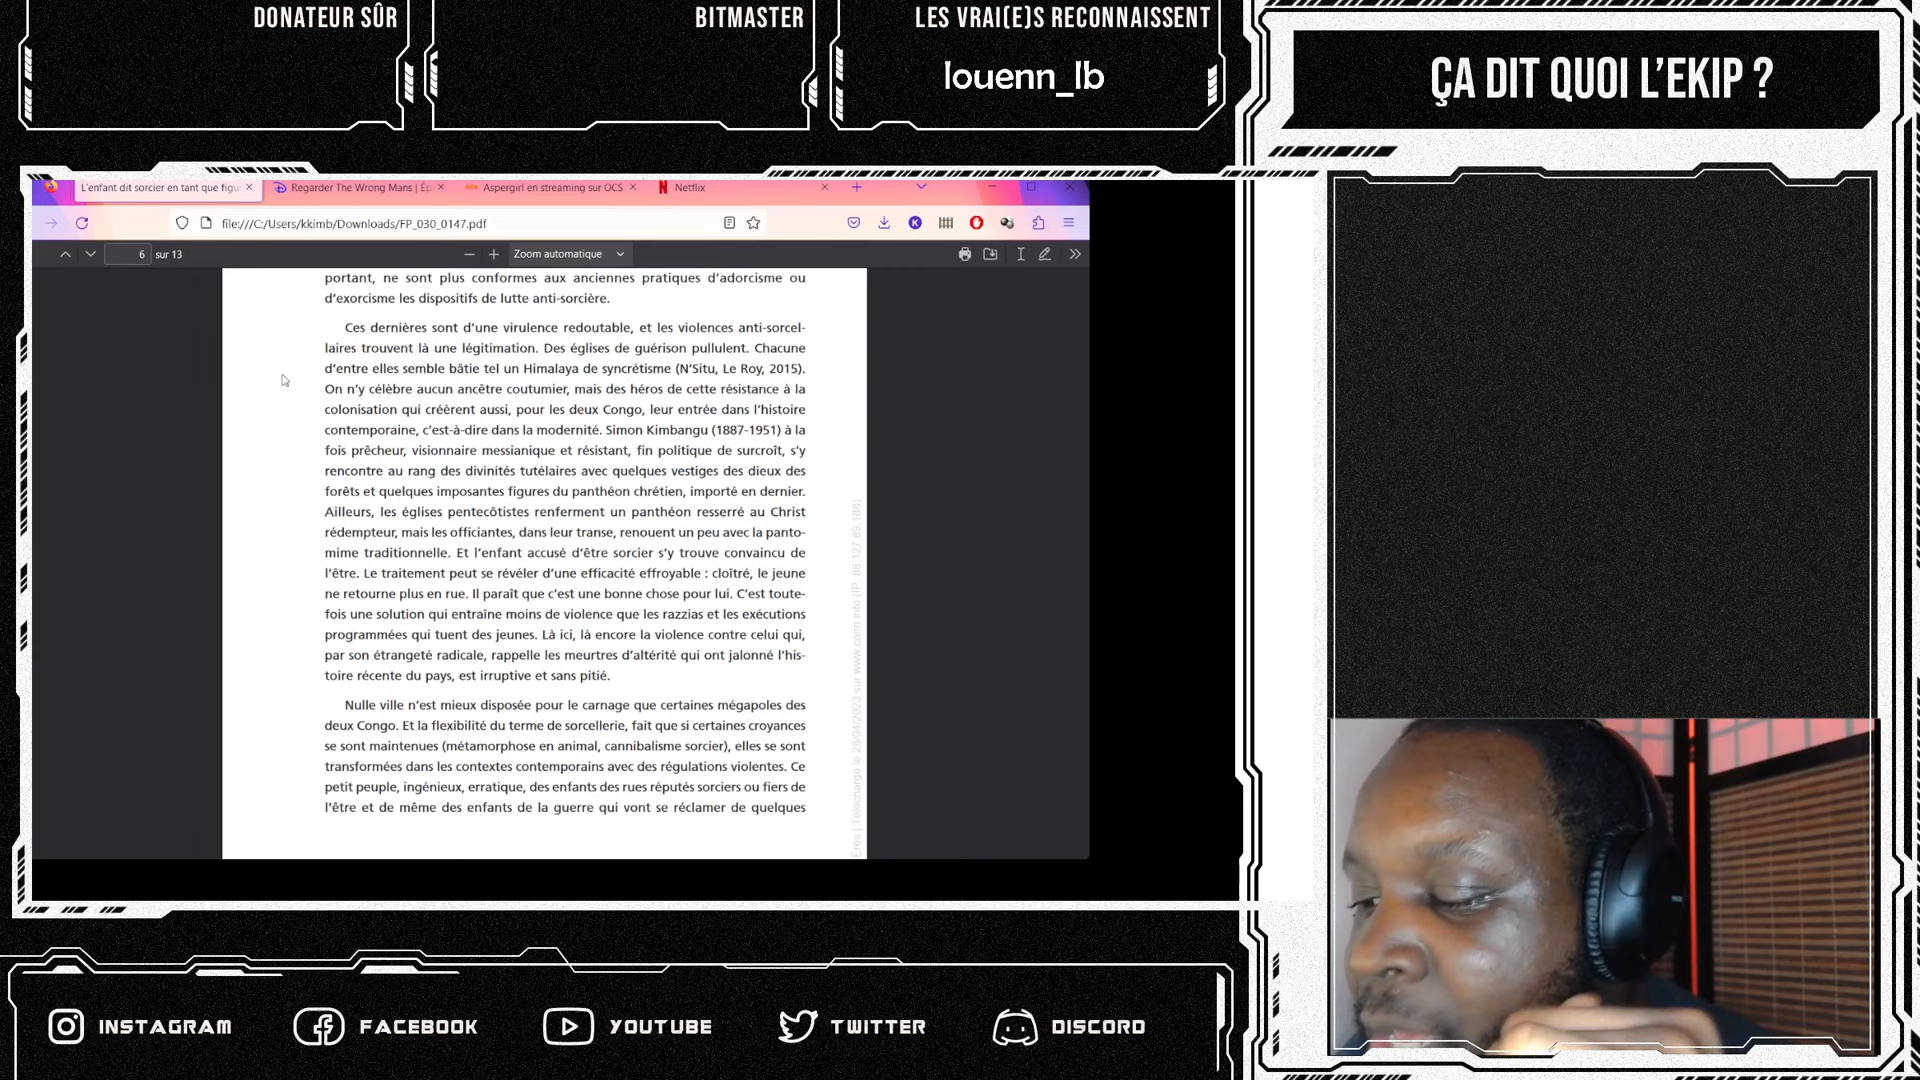 DONATEUR SÛR
BITMASTER
LES VRAI(E)S RECONNAISSENT
louenn_lb
ÇA DIT QUOI L'EKIP ?
L'enfant dit sorcier en tant que figu
Regarder The Wrong Mans | Ép
Aspergirl en streaming sur OCS
Netflix
file:///C:/Users/kkimb/Downloads/FP_030_0147.pdf
6 sur 13
Zoom automatique
portant, ne sont plus conformes aux anciennes pratiques d'adorcisme ou
d'exorcisme les dispositifs de lutte anti-sorcière.
Ces dernières sont d'une virulence redoutable, et les violences anti-sorcel-
laires trouvent là une légitimation. Des églises de guérison pullulent. Chacune
d'entre elles semble bâtie tel un Himalaya de syncrétisme (N'Situ, Le Roy, 2015).
On n'y célèbre aucun ancêtre coutumier, mais des héros de cette résistance à la
colonisation qui créèrent aussi, pour les deux Congo, leur entrée dans l'histoire
contemporaine, c'est-à-dire dans la modernité. Simon Kimbangu (1887-1951) à la
fois prêcheur, visionnaire messianique et résistant, fin politique de surcroît, s'y
rencontre au rang des divinités tutélaires avec quelques vestiges des dieux des
forêts et quelques imposantes figures du panthéon chrétien, importé en dernier.
Ailleurs, les églises pentecôtistes renferment un panthéon resserré au Christ
rédempteur, mais les officiantes, dans leur transe, renouent un peu avec la panto-
mime traditionnelle. Et l'enfant accusé d'être sorcier s'y trouve convaincu de
l'être. Le traitement peut se révéler d'une efficacité effroyable : cloîtré, le jeune
ne retourne plus en rue. Il paraît que c'est une bonne chose pour lui. C'est toute-
fois une solution qui entraîne moins de violence que les razzias et les exécutions
programmées qui tuent des jeunes. Là ici, là encore la violence contre celui qui,
par son étrangeté radicale, rappelle les meurtres d'altérité qui ont jalonné l'his-
toire récente du pays, est irruptive et sans pitié.
Nulle ville n'est mieux disposée pour le carnage que certaines mégapoles des
deux Congo. Et la flexibilité du terme de sorcellerie, fait que si certaines croyances
se sont maintenues (métamorphose en animal, cannibalisme sorcier), elles se sont
transformées dans les contextes contemporains avec des régulations violentes. Ce
petit peuple, ingénieux, erratique, des enfants des rues réputés sorciers ou fiers de
l'être et de même des enfants de la guerre qui vont se réclamer de quelques
Érès | Téléchargé le 28/04/2023 sur www.cairn.info (IP: 88.127.89.188)
INSTAGRAM
FACEBOOK
YOUTUBE
TWITTER
DISCORD